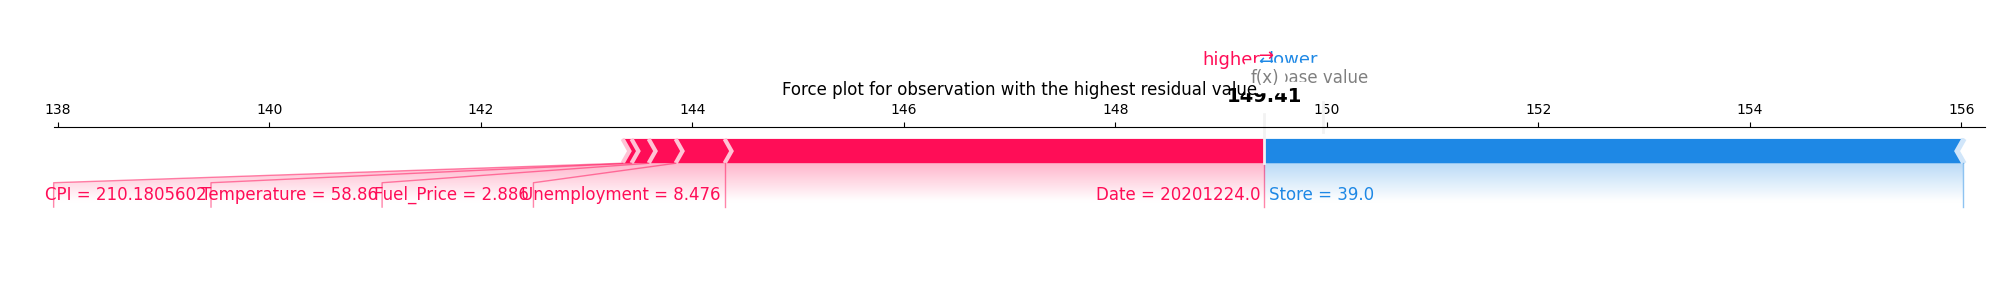 higher lower
f(x) base value
Force plot for observation with the highest residual value
149.41
138 140 142 144 146 148 150 152 154 156
CPI = 210.1805602 Temperature = 58.86 Fuel_Price = 2.886 Unemployment = 8.476 Date = 20201224.0 Store = 39.0